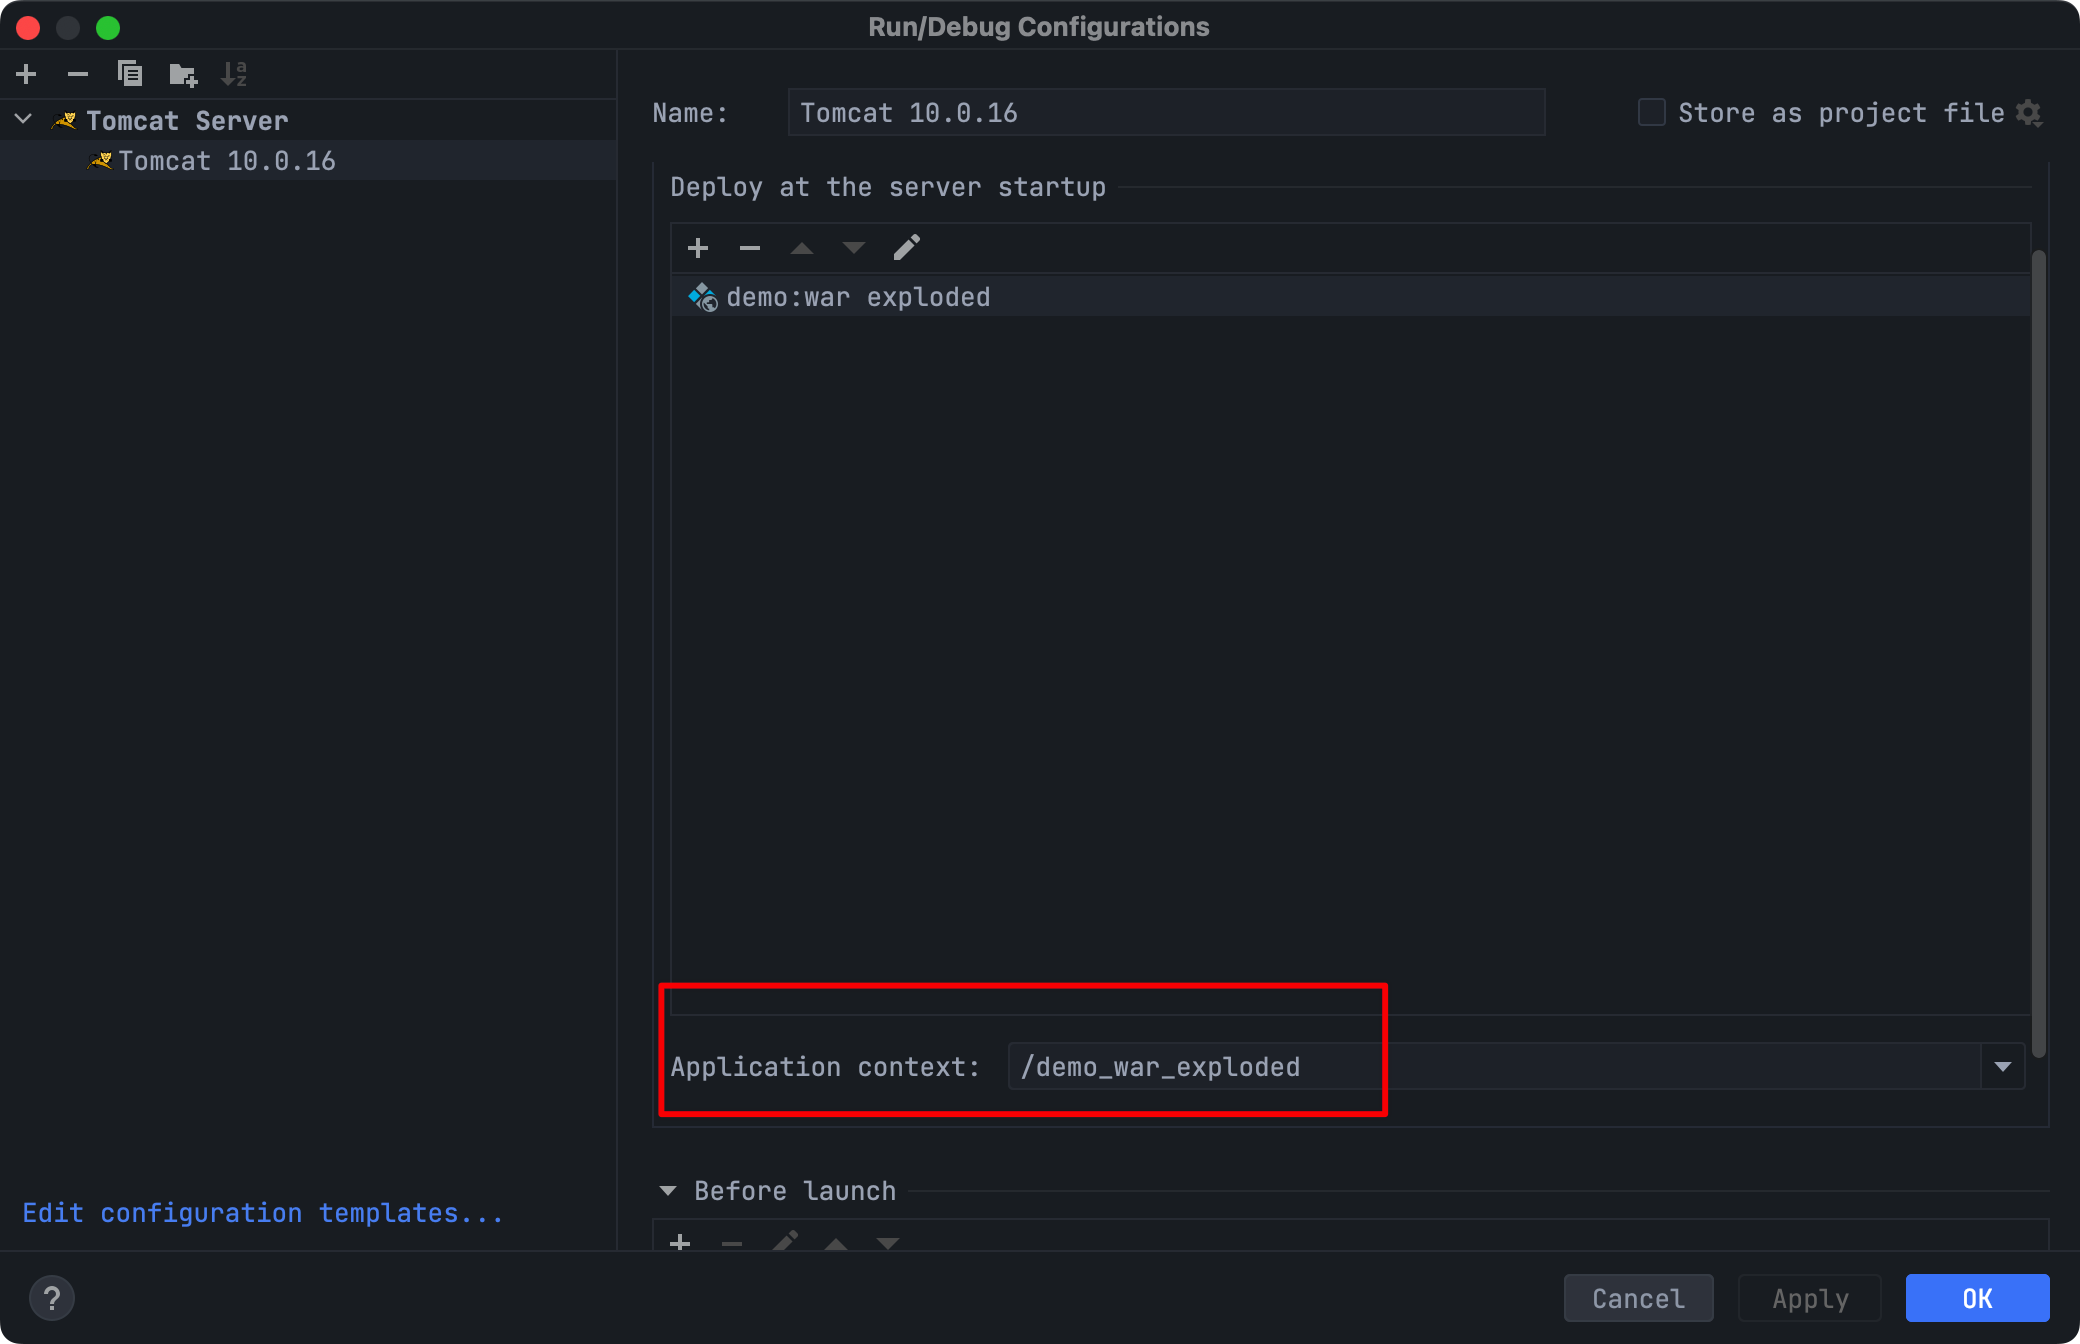 Run/Debug Configurations
Tomcat Server
Tomcat 10.0.16
Name: Tomcat 10.0.16
Store as project file
Deploy at the server startup
demo:war exploded
Application context: /demo_war_exploded
Before launch
Edit configuration templates...
?
Cancel
Apply
OK